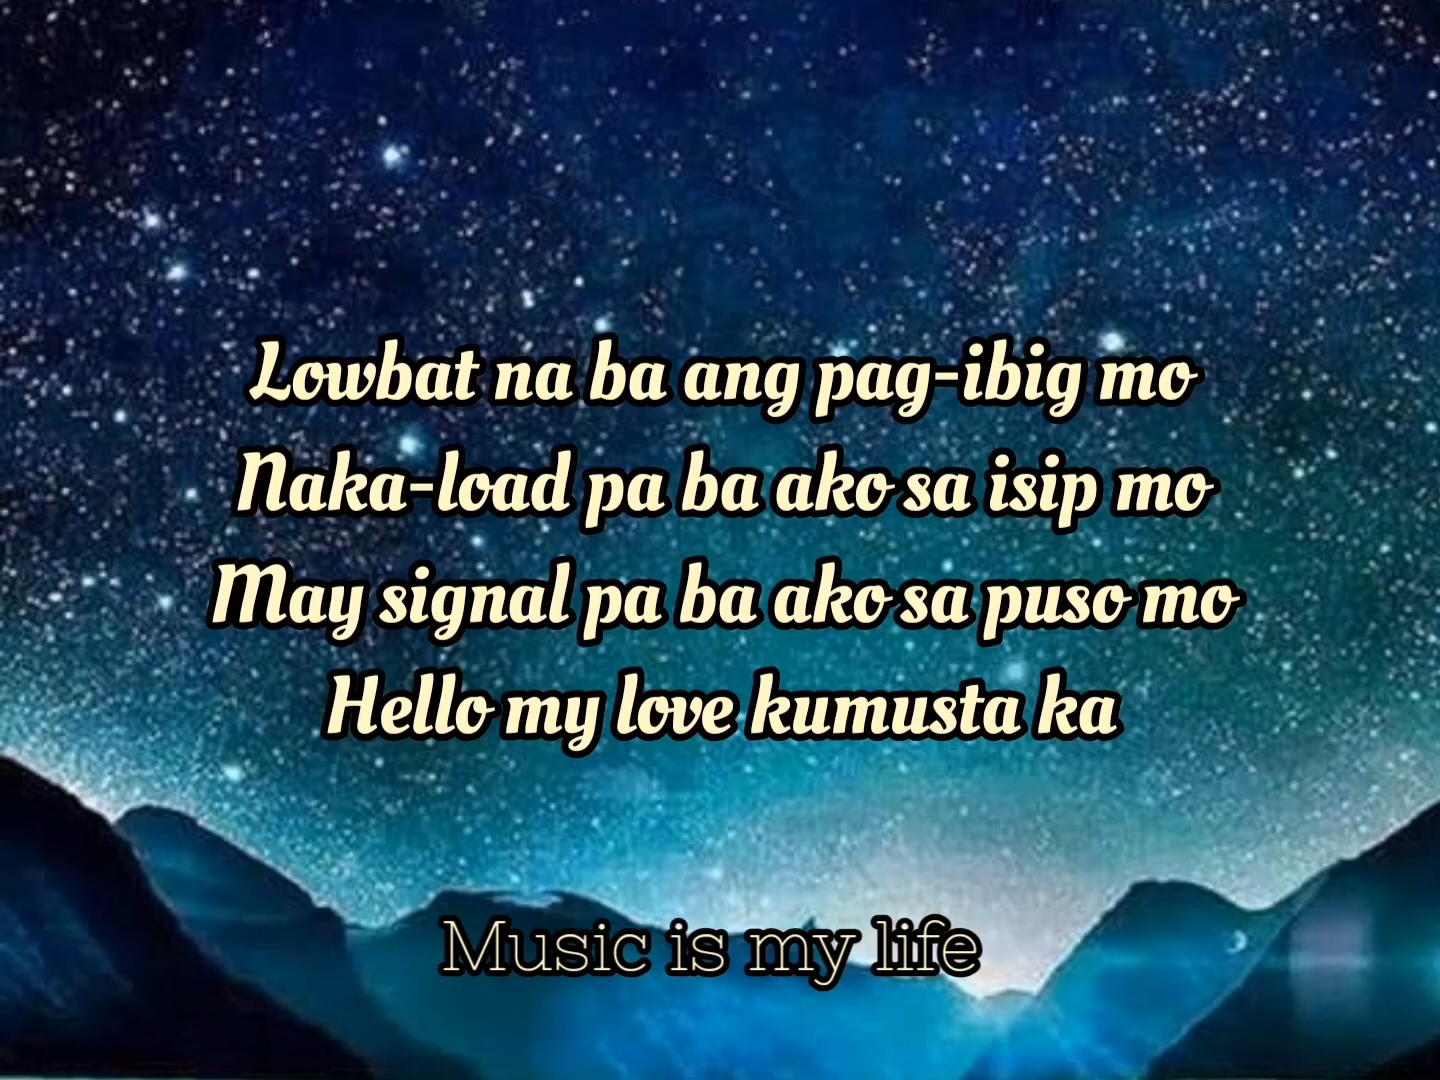 Lowbat na ba ang pag-ibig mo
Naka-load pa ba ako sa isip mo
May signal pa ba ako sa puso mo
Hello my love kumusta ka
Music is my life